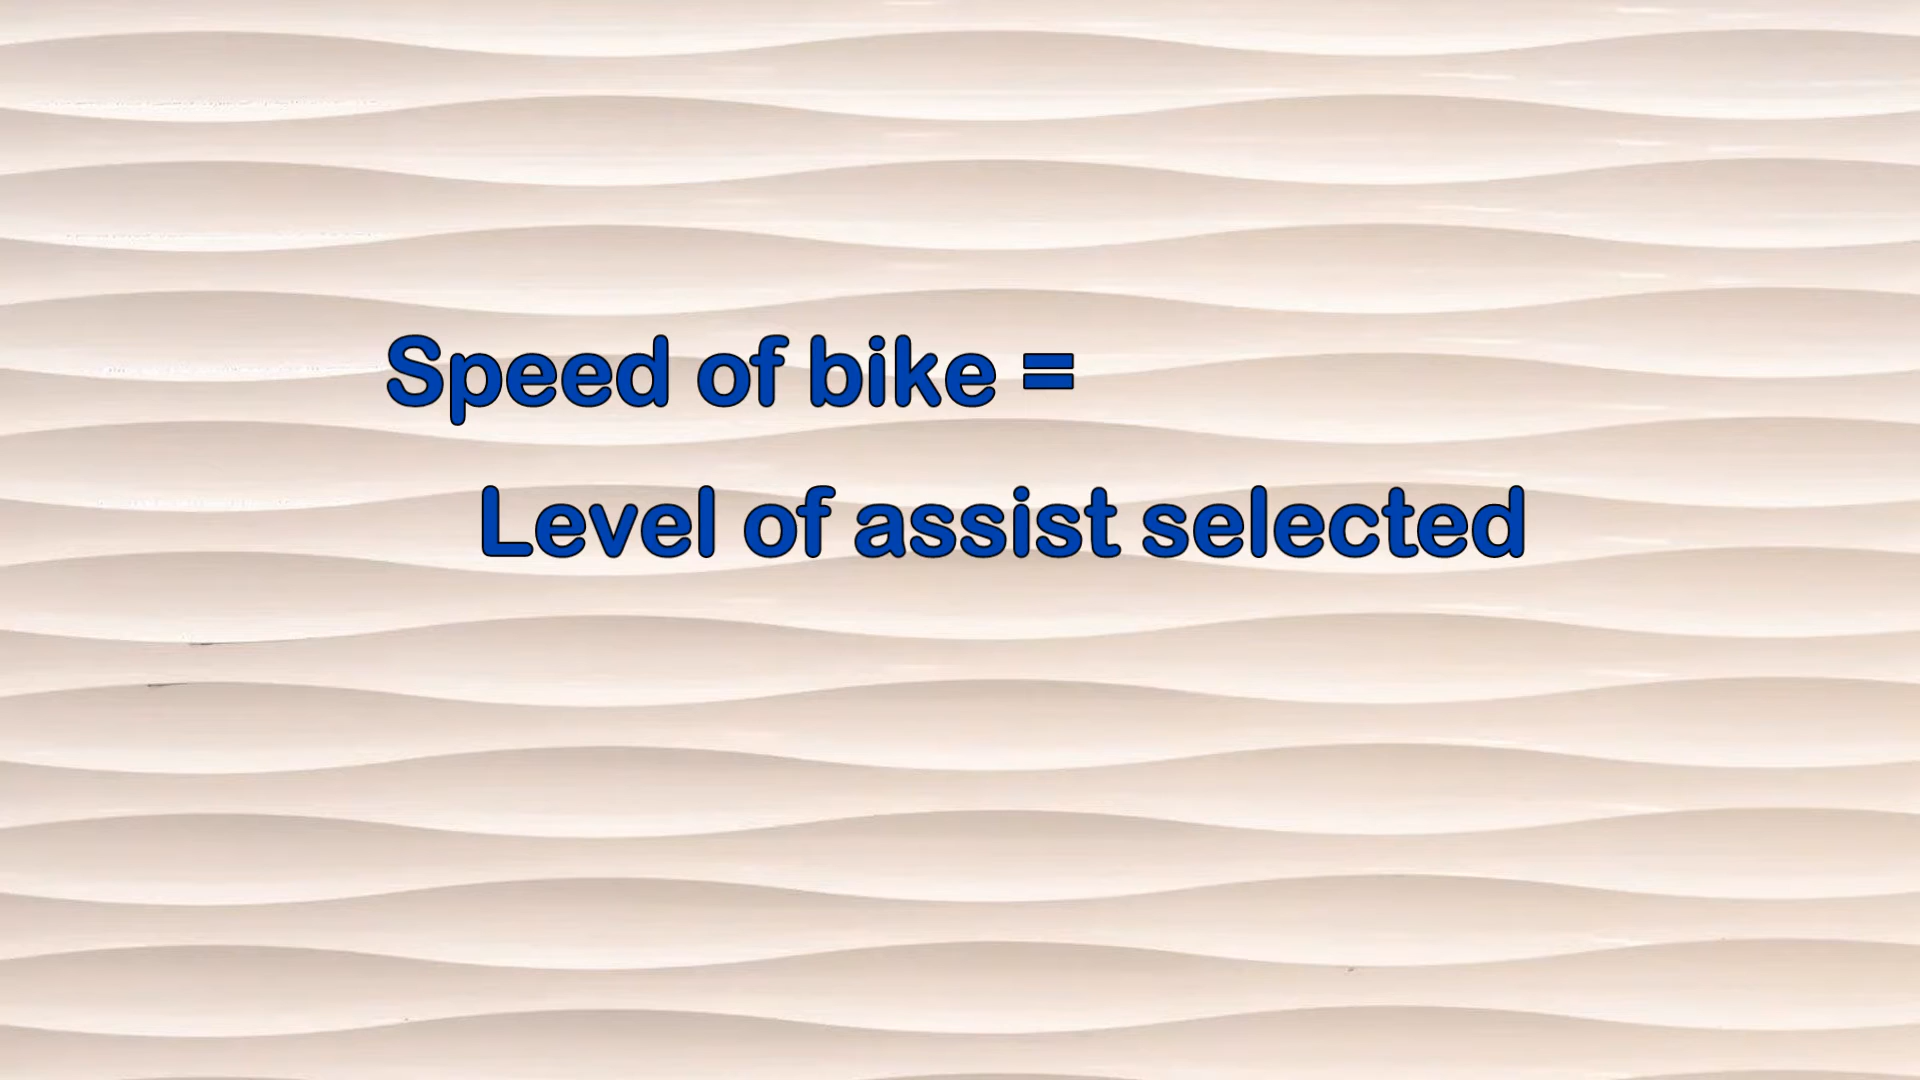 Speed of bike =
Level of assist selected